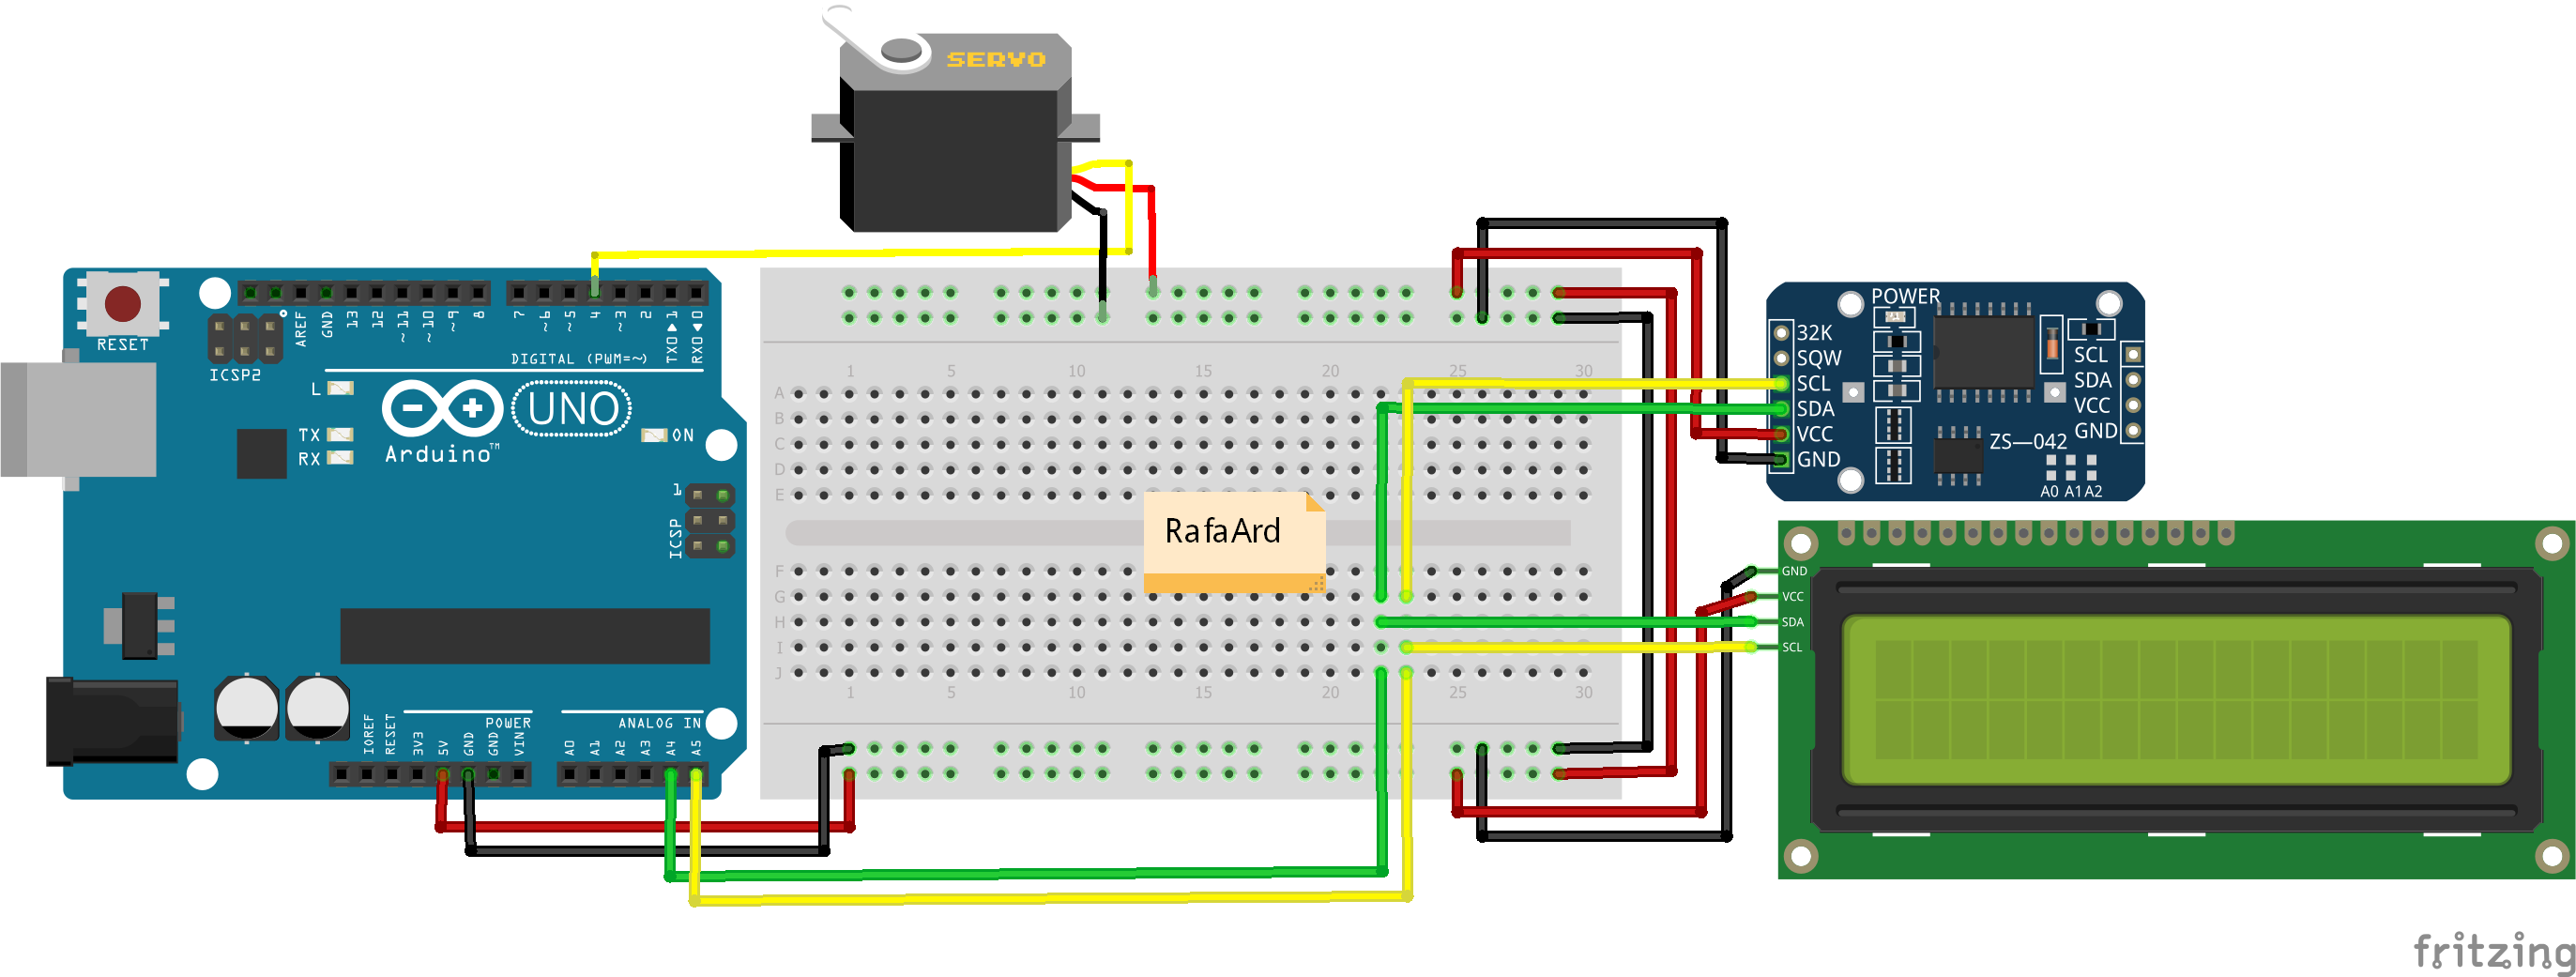 SERVO
RESET
ICSP2
AREF
GND
13
12
~11
~10
~9
8
7
~6
~5
4
~3
2
TX0▶1
RX0◀0
DIGITAL (PWM=~)
L
TX
RX
Arduino™
UNO
ON
1
ICSP
IOREF
RESET
3V3
5V
GND
GND
VIN
POWER
A0
A1
A2
A3
A4
A5
ANALOG IN
1 5 10 15 20 25 30
A
B
C
D
E
RafaArd
F
G
H
I
J
1 5 10 15 20 25 30
POWER
32K
SQW
SCL
SDA
VCC
GND
SCL
SDA
VCC
GND
ZS—042
A0 A1 A2
GND
VCC
SDA
SCL
fritzing